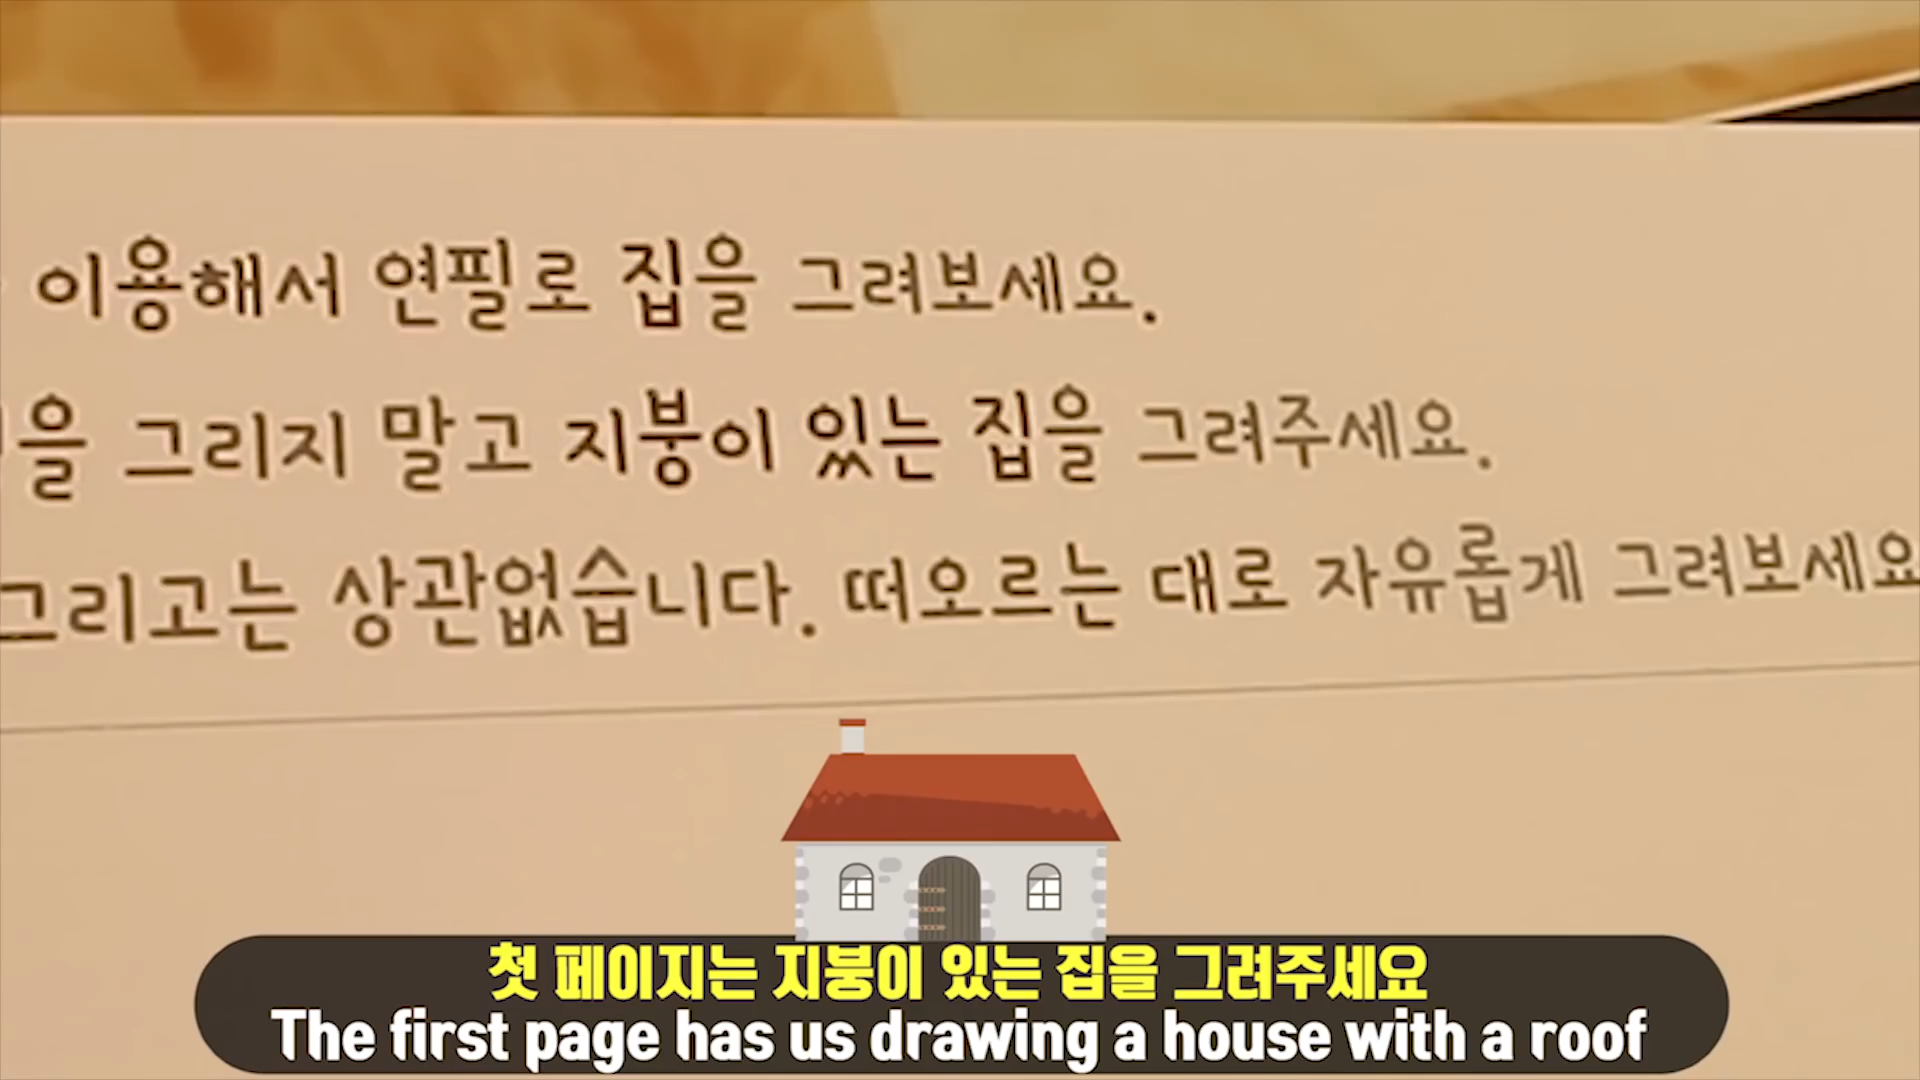 이용해서 연필로 집을 그려보세요.
을 그리지 말고 지붕이 있는 집을 그려주세요.
그리고는 상관없습니다. 떠오르는 대로 자유롭게 그려보세요
첫 페이지는 지붕이 있는 집을 그려주세요
The first page has us drawing a house with a roof